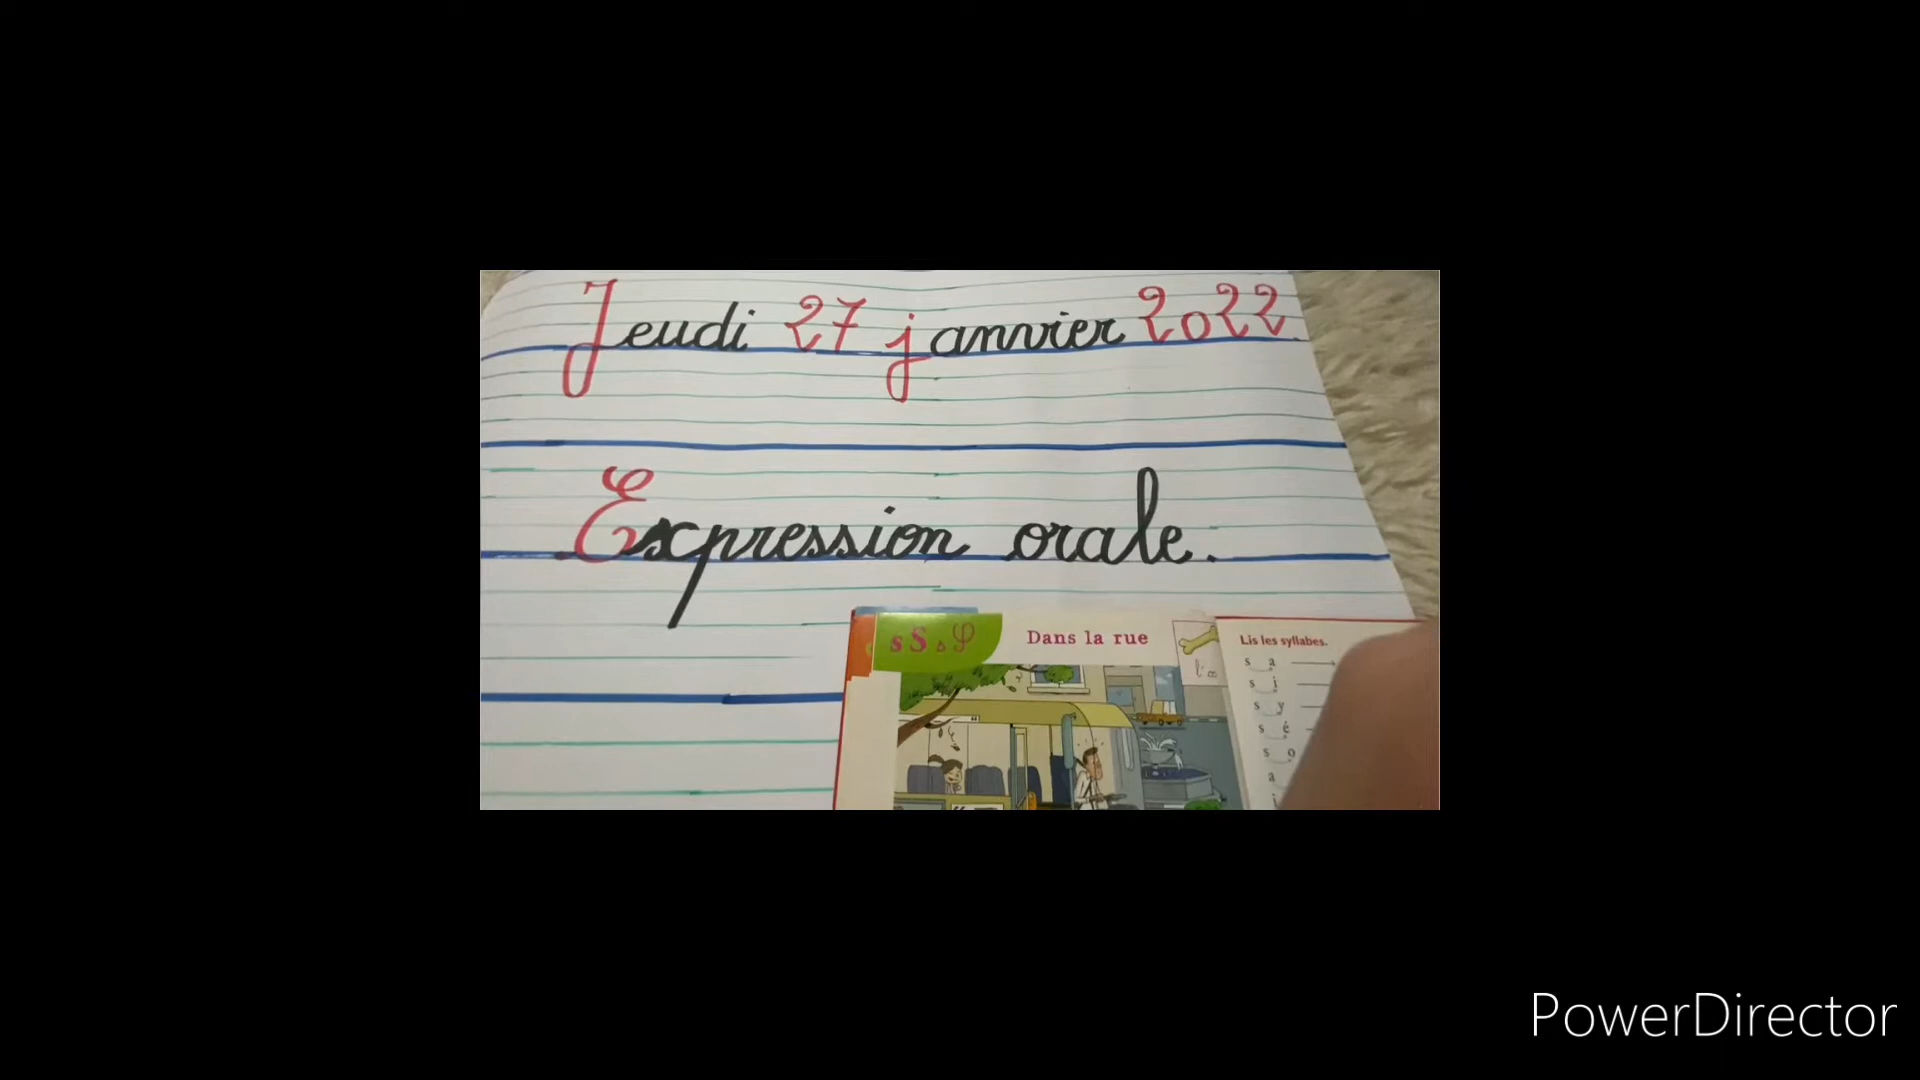 Jeudi 27 janvier 2022.
Expression orale.
s S s S
Dans la rue
Lis les syllabes.
s a
s i
s y
s é
s o
a
i
PowerDirector